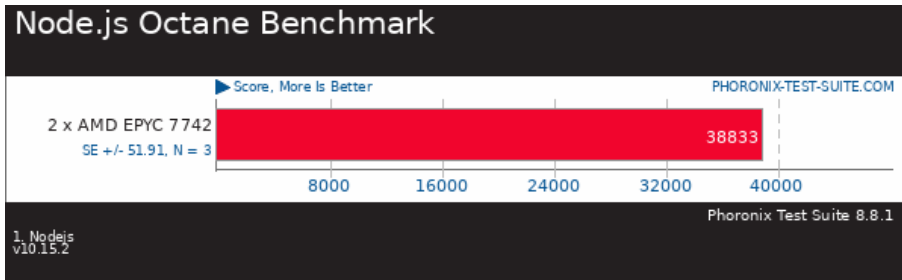 Node.js Octane Benchmark
Score, More Is Better
PHORONIX-TEST-SUITE.COM
2 x AMD EPYC 7742
SE +/- 51.91, N = 3
38833
8000 16000 24000 32000 40000
Phoronix Test Suite 8.8.1
1. Nodejs
v10.15.2